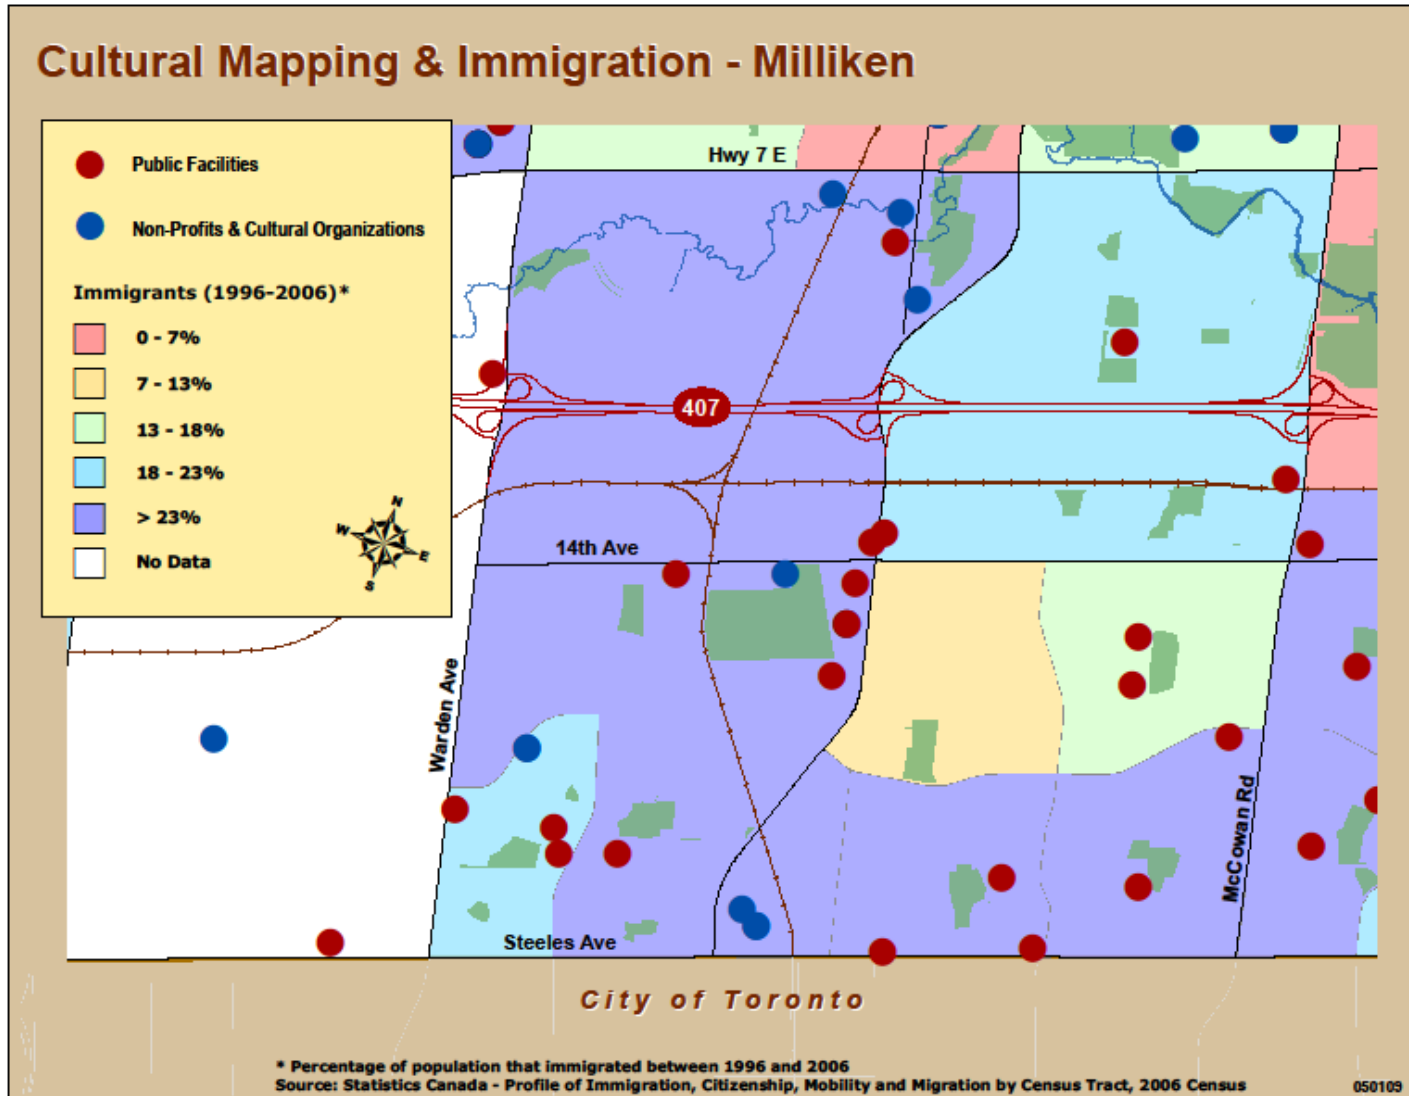 Cultural Mapping & Immigration - Milliken
Public Facilities
Non-Profits & Cultural Organizations
Immigrants (1996-2006)*
0 - 7%
7 - 13%
13 - 18%
18 - 23%
> 23%
No Data
N
W
E
S
Hwy 7 E
407
14th Ave
Warden Ave
McCowan Rd
Steeles Ave
City of Toronto
* Percentage of population that immigrated between 1996 and 2006
Source: Statistics Canada - Profile of Immigration, Citizenship, Mobility and Migration by Census Tract, 2006 Census
050109